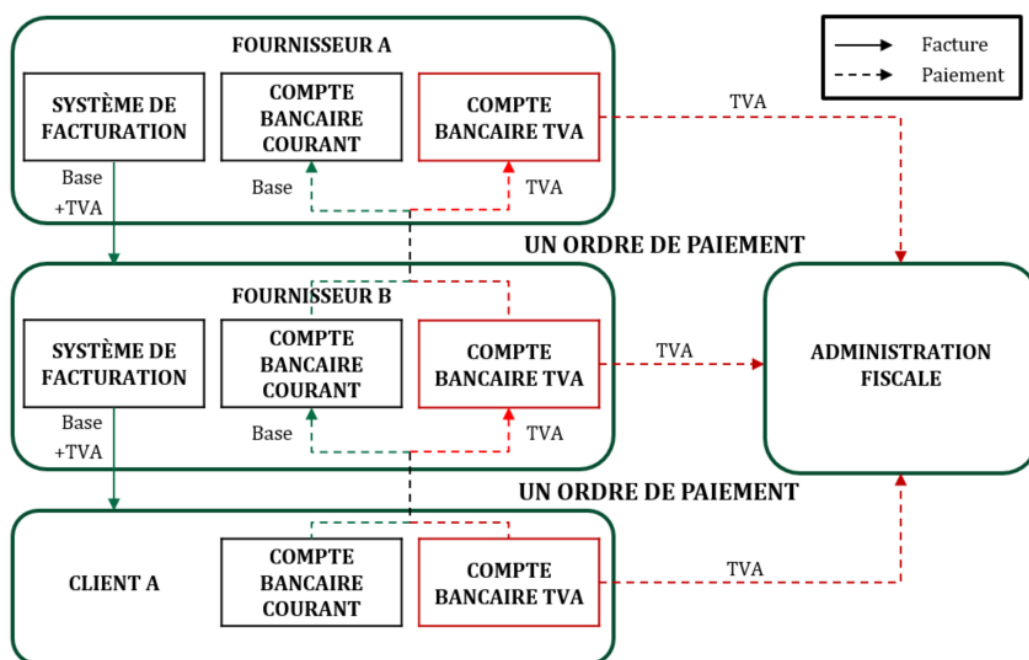 FOURNISSEUR A
Facture
Paiement
SYSTÈME DE
FACTURATION
COMPTE
BANCAIRE
COURANT
COMPTE
BANCAIRE TVA
TVA
Base
+TVA
Base
TVA
UN ORDRE DE PAIEMENT
FOURNISSEUR B
SYSTÈME DE
FACTURATION
COMPTE
BANCAIRE
COURANT
COMPTE
BANCAIRE TVA
TVA
ADMINISTRATION
FISCALE
Base
+TVA
Base
TVA
UN ORDRE DE PAIEMENT
CLIENT A
COMPTE
BANCAIRE
COURANT
COMPTE
BANCAIRE TVA
TVA